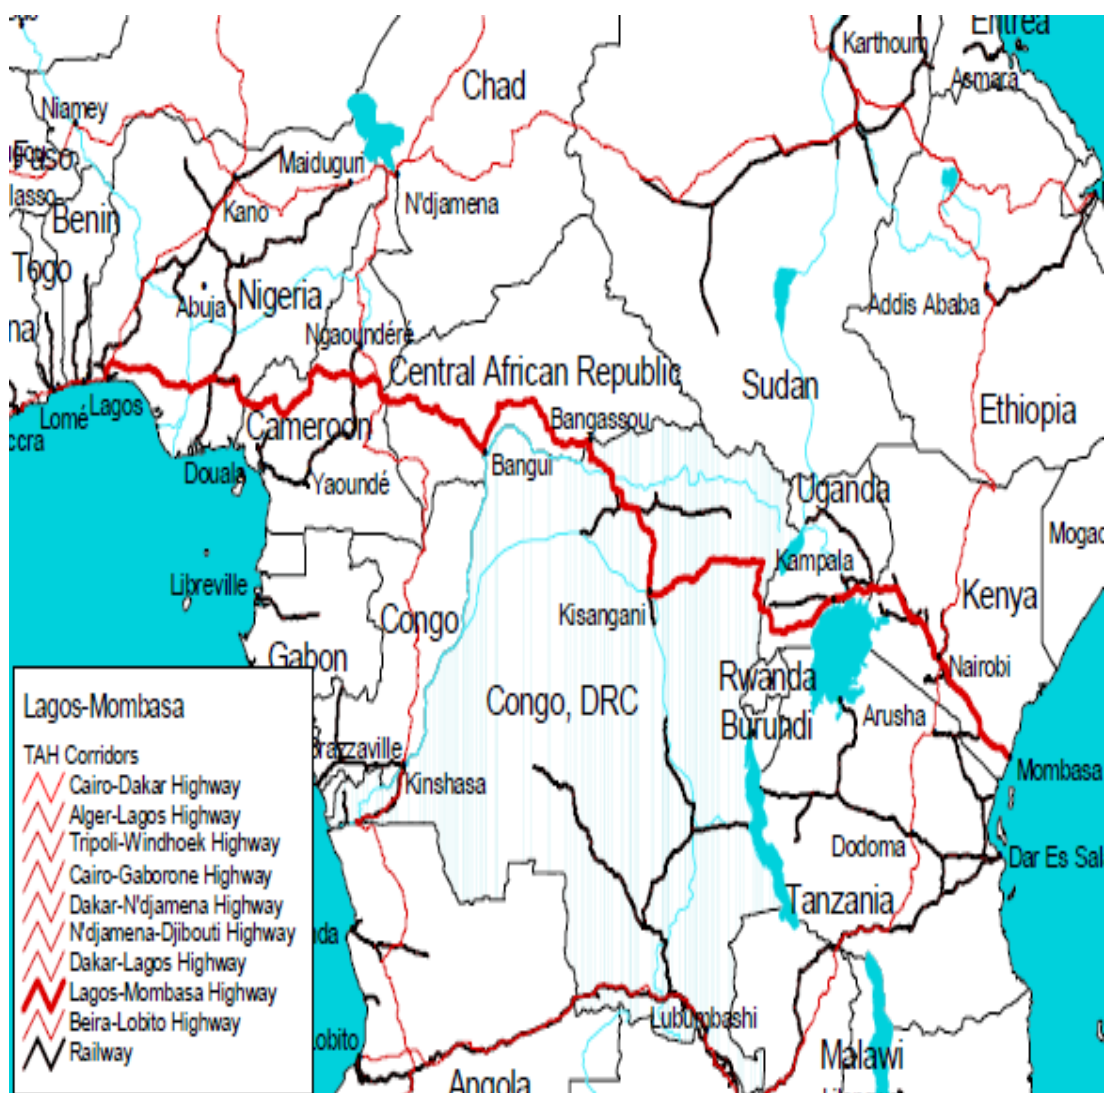 Eritrea
Karthoum
Chad
Asmara
Niamey
Maiduguri
Faso
N'djamena
Kano
Benin
Togo
Nigeria
Abuja
Addis Ababa
Ngaoundéré
Central African Republic
Sudan
Ethiopia
Lomé
Lagos
Bangassou
Cameroon
ccra
Douala
Bangui
Yaoundé
Uganda
Mogac
Kampala
Libreville
Kenya
Kisangani
Congo
Gabon
Nairobi
Rwanda
Congo, DRC
Arusha
Burundi
Brazzaville
Mombasa
Kinshasa
Dodoma
Dar Es Sal
Tanzania
nda
Lubumbashi
Lobito
Malawi
Angola
Lagos-Mombasa
TAH Corridors
Cairo-Dakar Highway
Alger-Lagos Highway
Tripoli-Windhoek Highway
Cairo-Gaborone Highway
Dakar-N'djamena Highway
N'djamena-Djibouti Highway
Dakar-Lagos Highway
Lagos-Mombasa Highway
Beira-Lobito Highway
Railway